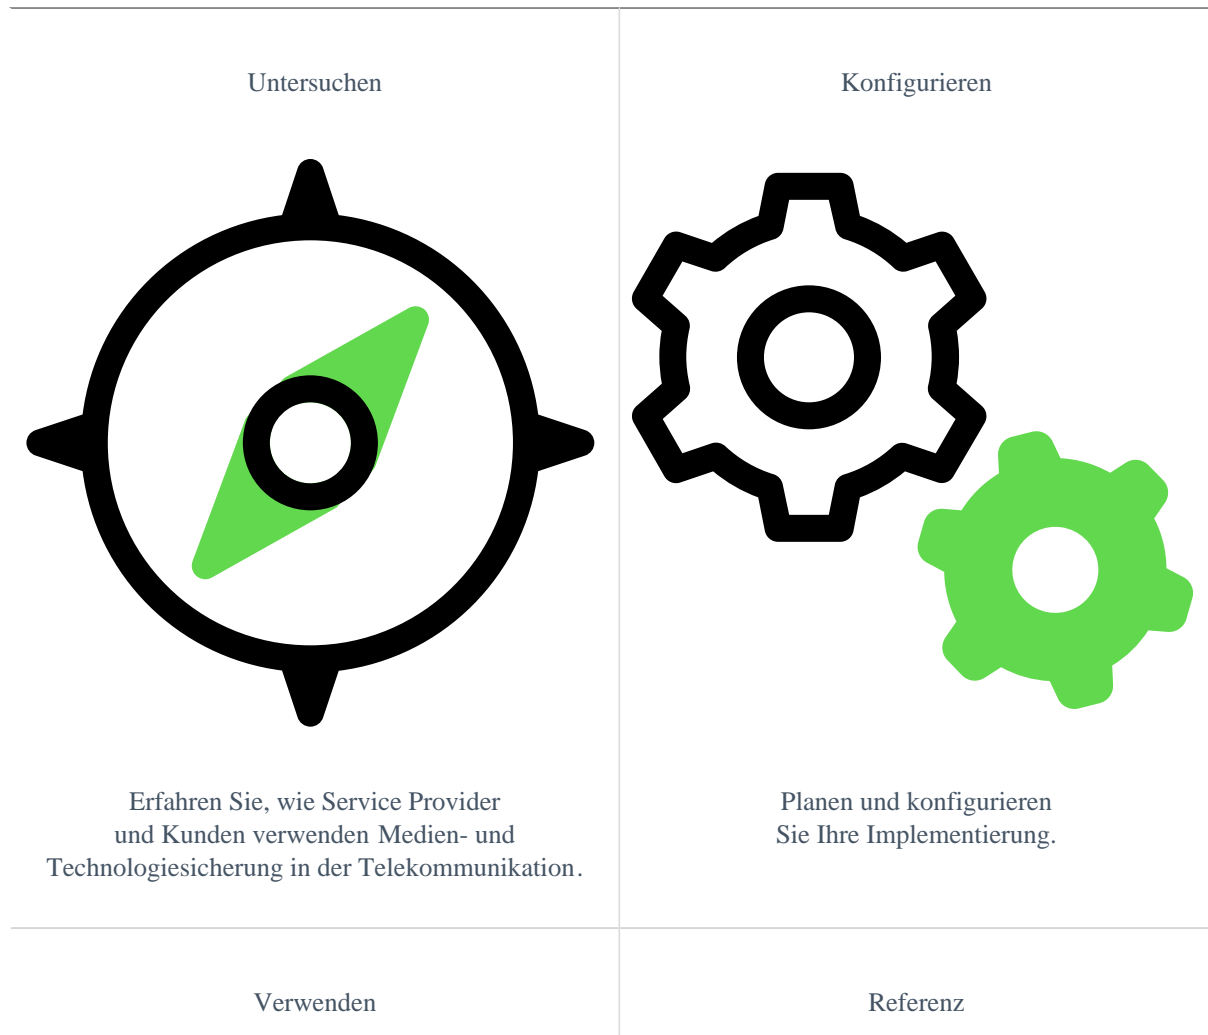 Untersuchen
Konfigurieren
Erfahren Sie, wie Service Provider
und Kunden verwenden Medien- und
Technologiesicherung in der Telekommunikation.
Planen und konfigurieren
Sie Ihre Implementierung.
Verwenden
Referenz